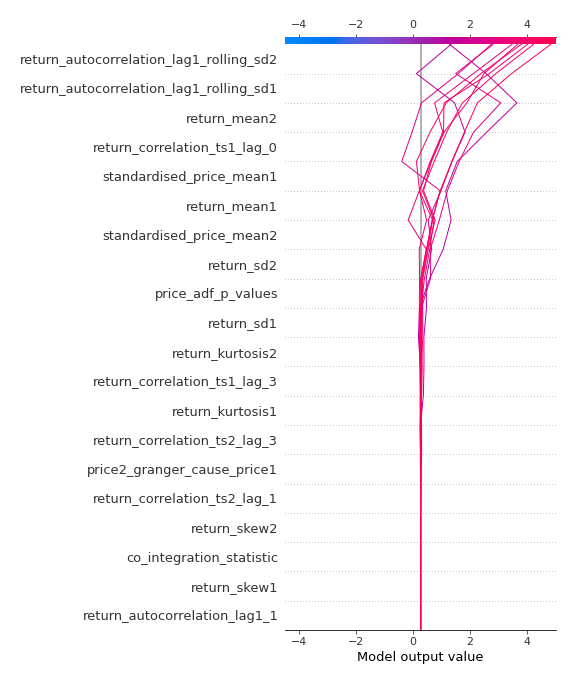 −4 −2 0 2 4
return_autocorrelation_lag1_rolling_sd2
return_autocorrelation_lag1_rolling_sd1
return_mean2
return_correlation_ts1_lag_0
standardised_price_mean1
return_mean1
standardised_price_mean2
return_sd2
price_adf_p_values
return_sd1
return_kurtosis2
return_correlation_ts1_lag_3
return_kurtosis1
return_correlation_ts2_lag_3
price2_granger_cause_price1
return_correlation_ts2_lag_1
return_skew2
co_integration_statistic
return_skew1
return_autocorrelation_lag1_1
−4 −2 0 2 4
Model output value